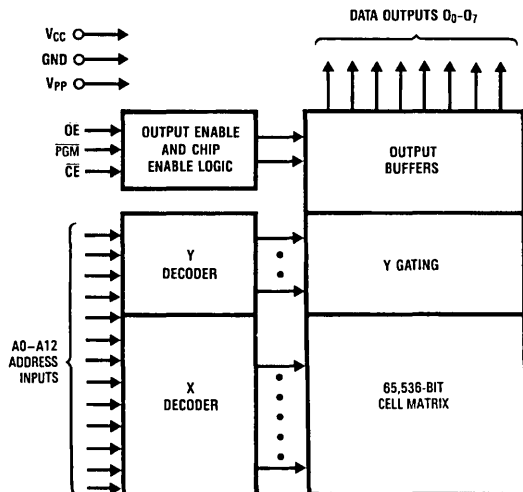 DATA OUTPUTS O₀-O₇
VCC
GND
VPP
OE
PGM
CE
OUTPUT ENABLE
AND CHIP
ENABLE LOGIC
OUTPUT
BUFFERS
Y
DECODER
Y GATING
A0–A12
ADDRESS
INPUTS
X
DECODER
65,536-BIT
CELL MATRIX